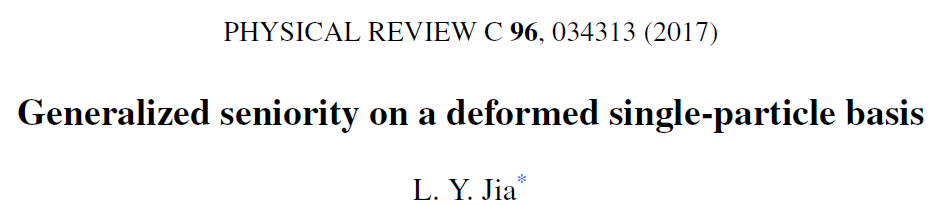 PHYSICAL REVIEW C 96, 034313 (2017)
Generalized seniority on a deformed single-particle basis
L. Y. Jia*